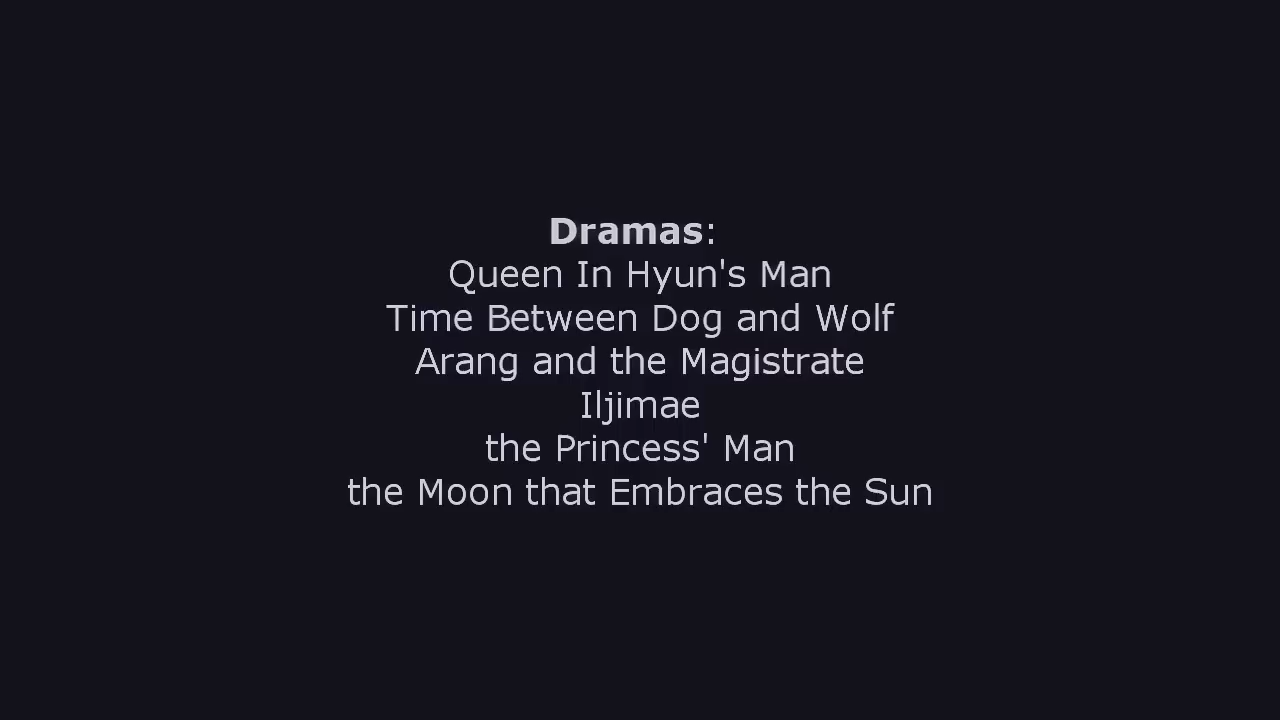 Dramas:
Queen In Hyun's Man
Time Between Dog and Wolf
Arang and the Magistrate
Iljimae
the Princess' Man
the Moon that Embraces the Sun